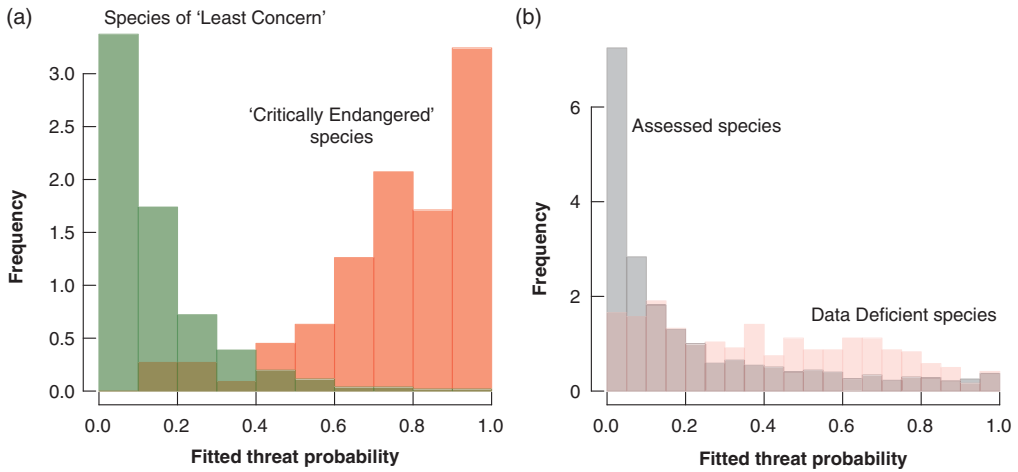 (a)
Species of ‘Least Concern’
‘Critically Endangered’
species
Frequency
3.0
2.5
2.0
1.5
1.0
0.5
0.0
0.0 0.2 0.4 0.6 0.8 1.0
Fitted threat probability
(b)
Assessed species
Data Deficient species
Frequency
6
4
2
0
0.0 0.2 0.4 0.6 0.8 1.0
Fitted threat probability